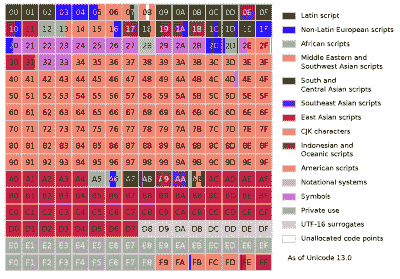 00 01 02 03 04 05 06 07 08 09 0A 0B 0C 0D 0E 0F
10 11 12 13 14 15 16 17 18 19 1A 1B 1C 1D 1E 1F
20 21 22 23 24 25 26 27 28 29 2A 2B 2C 2D 2E 2F
30 31 32 33 34 35 36 37 38 39 3A 3B 3C 3D 3E 3F
40 41 42 43 44 45 46 47 48 49 4A 4B 4C 4D 4E 4F
50 51 52 53 54 55 56 57 58 59 5A 5B 5C 5D 5E 5F
60 61 62 63 64 65 66 67 68 69 6A 6B 6C 6D 6E 6F
70 71 72 73 74 75 76 77 78 79 7A 7B 7C 7D 7E 7F
80 81 82 83 84 85 86 87 88 89 8A 8B 8C 8D 8E 8F
90 91 92 93 94 95 96 97 98 99 9A 9B 9C 9D 9E 9F
A0 A1 A2 A3 A4 A5 A6 A7 A8 A9 AA AB AC AD AE AF
B0 B1 B2 B3 B4 B5 B6 B7 B8 B9 BA BB BC BD BE BF
C0 C1 C2 C3 C4 C5 C6 C7 C8 C9 CA CB CC CD CE CF
D0 D1 D2 D3 D4 D5 D6 D7 D8 D9 DA DB DC DD DE DF
E0 E1 E2 E3 E4 E5 E6 E7 E8 E9 EA EB EC ED EE EF
F0 F1 F2 F3 F4 F5 F6 F7 F8 F9 FA FB FC FD FE FF
Latin script
Non-Latin European scripts
African scripts
Middle Eastern and
Southwest Asian scripts
South and
Central Asian scripts
Southeast Asian scripts
East Asian scripts
CJK characters
Indonesian and
Oceanic scripts
American scripts
Notational systems
Symbols
Private use
UTF-16 surrogates
Unallocated code points
As of Unicode 13.0